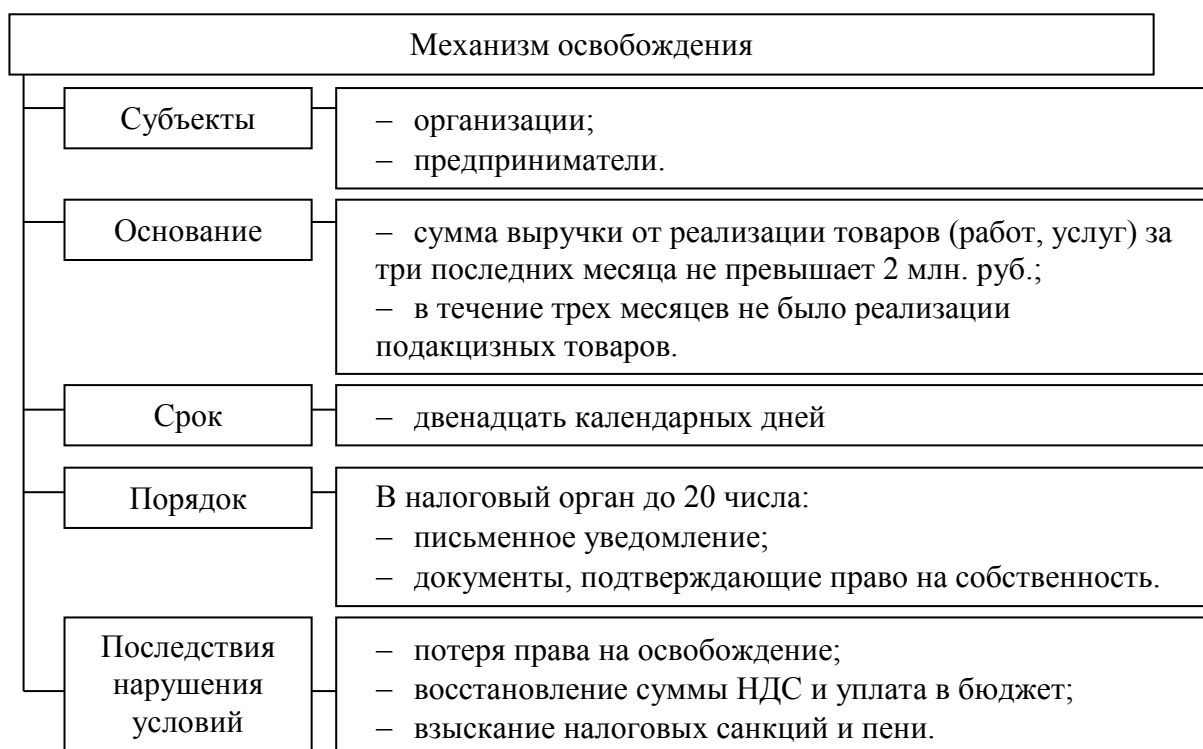 Механизм освобождения
Субъекты
– организации;
– предприниматели.
Основание
– сумма выручки от реализации товаров (работ, услуг) за
три последних месяца не превышает 2 млн. руб.;
– в течение трех месяцев не было реализации
подакцизных товаров.
Срок
– двенадцать календарных дней
Порядок
В налоговый орган до 20 числа:
– письменное уведомление;
– документы, подтверждающие право на собственность.
Последствия
нарушения
условий
– потеря права на освобождение;
– восстановление суммы НДС и уплата в бюджет;
– взыскание налоговых санкций и пени.